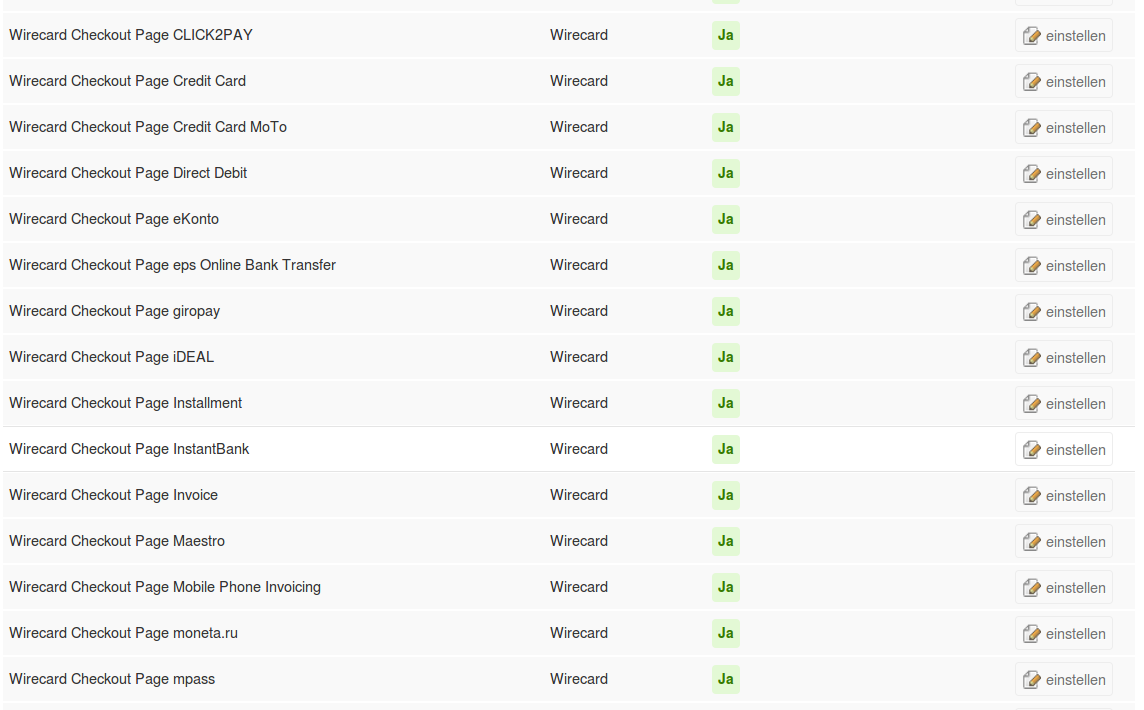 Wirecard Checkout Page CLICK2PAY Wirecard Ja einstellen
Wirecard Checkout Page Credit Card Wirecard Ja einstellen
Wirecard Checkout Page Credit Card MoTo Wirecard Ja einstellen
Wirecard Checkout Page Direct Debit Wirecard Ja einstellen
Wirecard Checkout Page eKonto Wirecard Ja einstellen
Wirecard Checkout Page eps Online Bank Transfer Wirecard Ja einstellen
Wirecard Checkout Page giropay Wirecard Ja einstellen
Wirecard Checkout Page iDEAL Wirecard Ja einstellen
Wirecard Checkout Page Installment Wirecard Ja einstellen
Wirecard Checkout Page InstantBank Wirecard Ja einstellen
Wirecard Checkout Page Invoice Wirecard Ja einstellen
Wirecard Checkout Page Maestro Wirecard Ja einstellen
Wirecard Checkout Page Mobile Phone Invoicing Wirecard Ja einstellen
Wirecard Checkout Page moneta.ru Wirecard Ja einstellen
Wirecard Checkout Page mpass Wirecard Ja einstellen